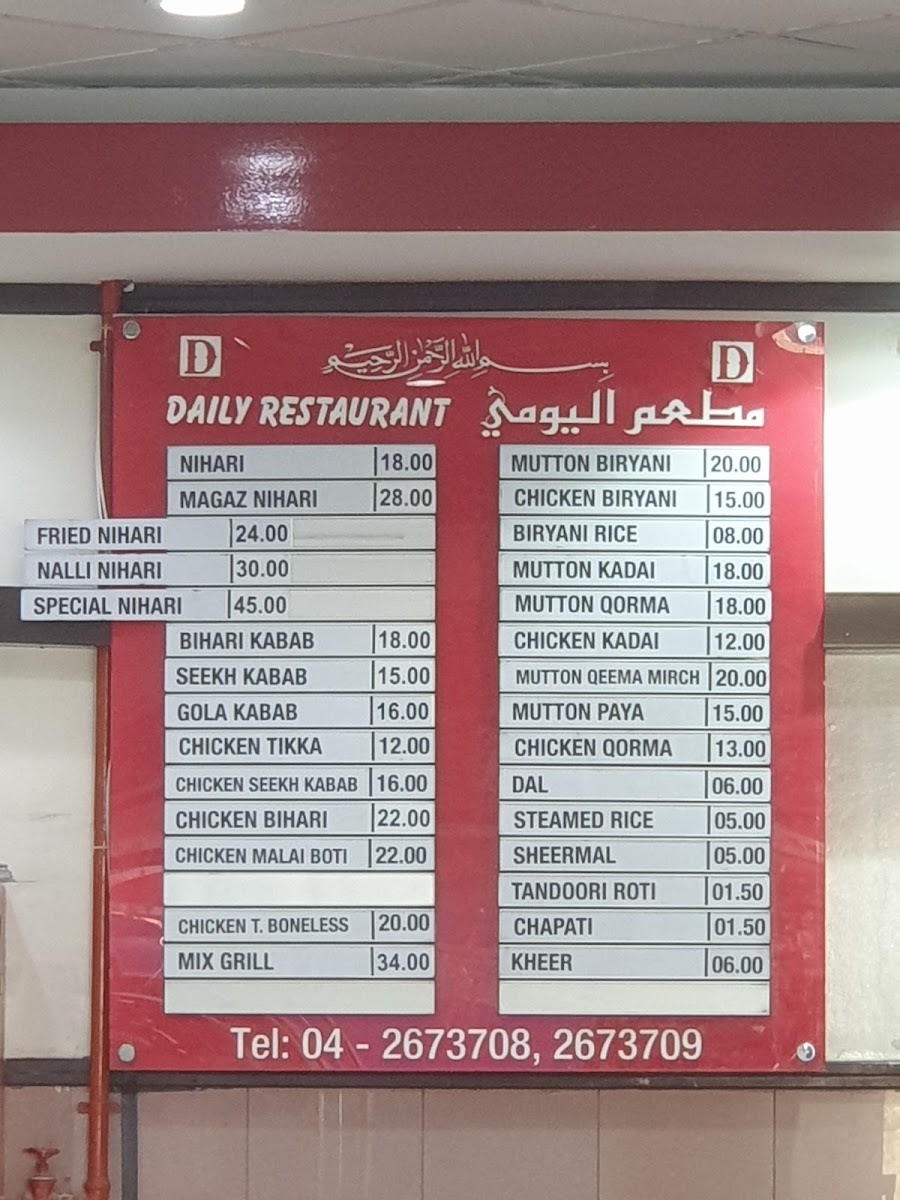 D D
بسم الله الرحمن الرحيم
DAILY RESTAURANT مطعم اليومي
NIHARI 18.00
MAGAZ NIHARI 28.00
FRIED NIHARI 24.00
NALLI NIHARI 30.00
SPECIAL NIHARI 45.00
BIHARI KABAB 18.00
SEEKH KABAB 15.00
GOLA KABAB 16.00
CHICKEN TIKKA 12.00
CHICKEN SEEKH KABAB 16.00
CHICKEN BIHARI 22.00
CHICKEN MALAI BOTI 22.00
CHICKEN T. BONELESS 20.00
MIX GRILL 34.00
MUTTON BIRYANI 20.00
CHICKEN BIRYANI 15.00
BIRYANI RICE 08.00
MUTTON KADAI 18.00
MUTTON QORMA 18.00
CHICKEN KADAI 12.00
MUTTON QEEMA MIRCH 20.00
MUTTON PAYA 15.00
CHICKEN QORMA 13.00
DAL 06.00
STEAMED RICE 05.00
SHEERMAL 05.00
TANDOORI ROTI 01.50
CHAPATI 01.50
KHEER 06.00
Tel: 04 - 2673708, 2673709